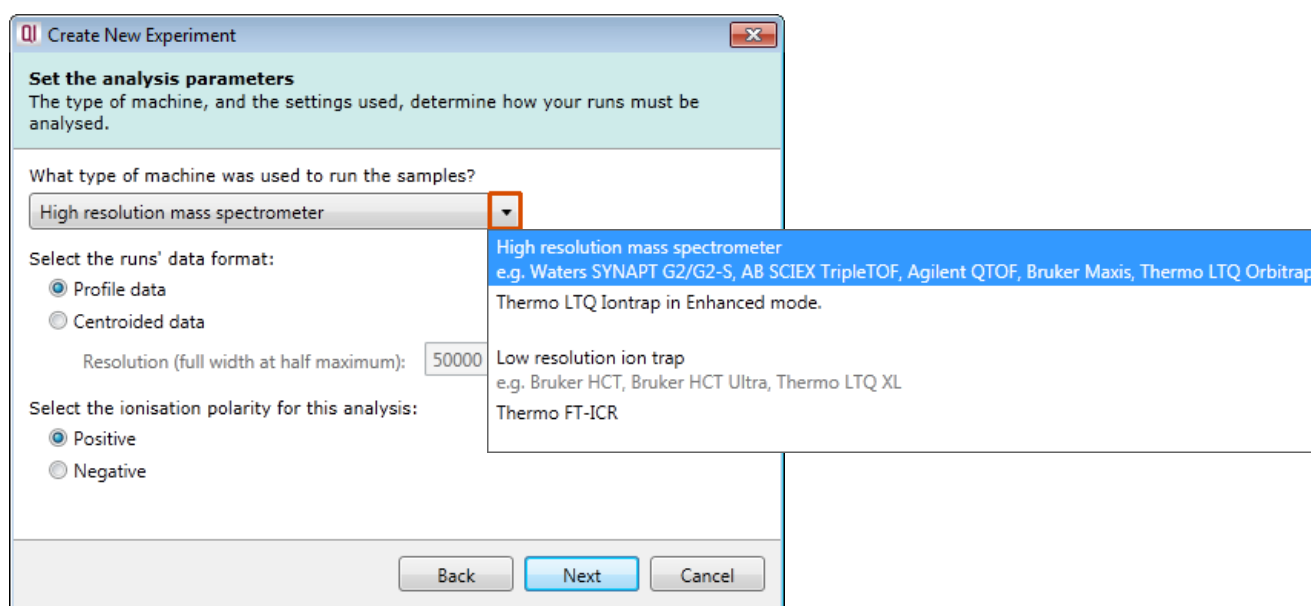 QI Create New Experiment
Set the analysis parameters
The type of machine, and the settings used, determine how your runs must be
analysed.
What type of machine was used to run the samples?
High resolution mass spectrometer
High resolution mass spectrometer
e.g. Waters SYNAPT G2/G2-S, AB SCIEX TripleTOF, Agilent QTOF, Bruker Maxis, Thermo LTQ Orbitrap
Thermo LTQ Iontrap in Enhanced mode.
Low resolution ion trap
e.g. Bruker HCT, Bruker HCT Ultra, Thermo LTQ XL
Thermo FT-ICR
Select the runs' data format:
Profile data
Centroided data
Resolution (full width at half maximum): 50000
Select the ionisation polarity for this analysis:
Positive
Negative
Back Next Cancel